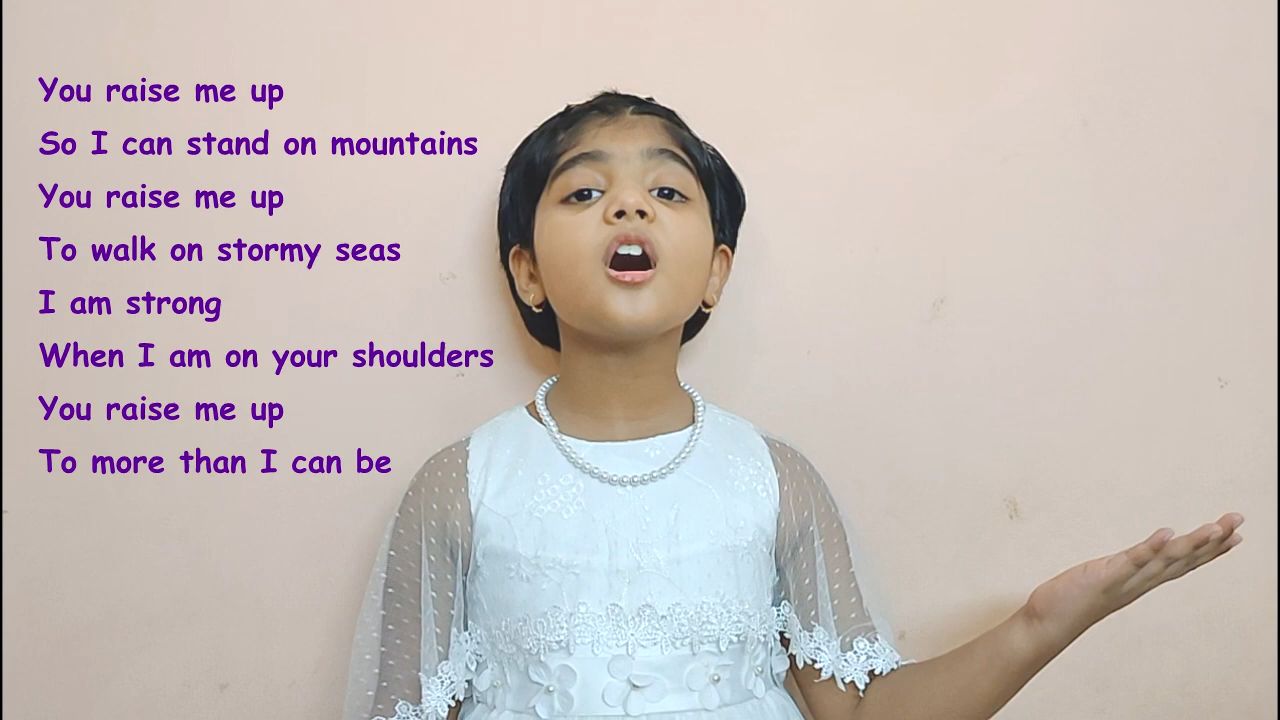 You raise me up
So I can stand on mountains
You raise me up
To walk on stormy seas
I am strong
When I am on your shoulders
You raise me up
To more than I can be